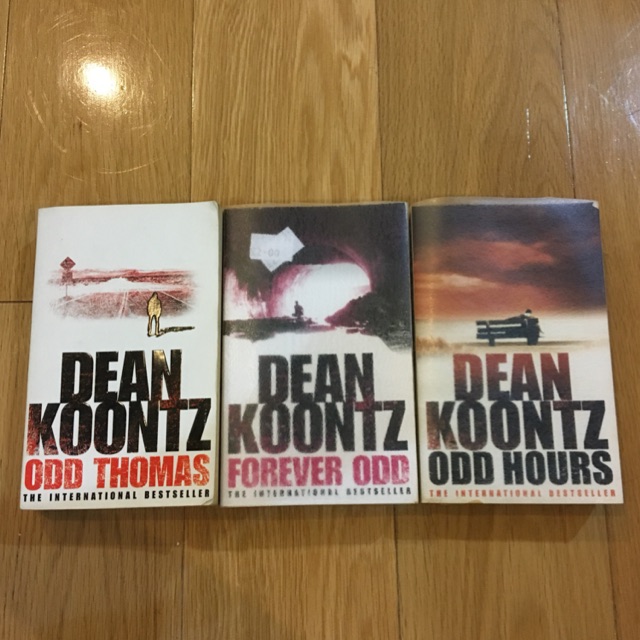 DEAN
KOONTZ
ODD THOMAS
THE INTERNATIONAL BESTSELLER
DEAN
KOONTZ
FOREVER ODD
THE INTERNATIONAL BESTSELLER
DEAN
KOONTZ
ODD HOURS
THE INTERNATIONAL BESTSELLER